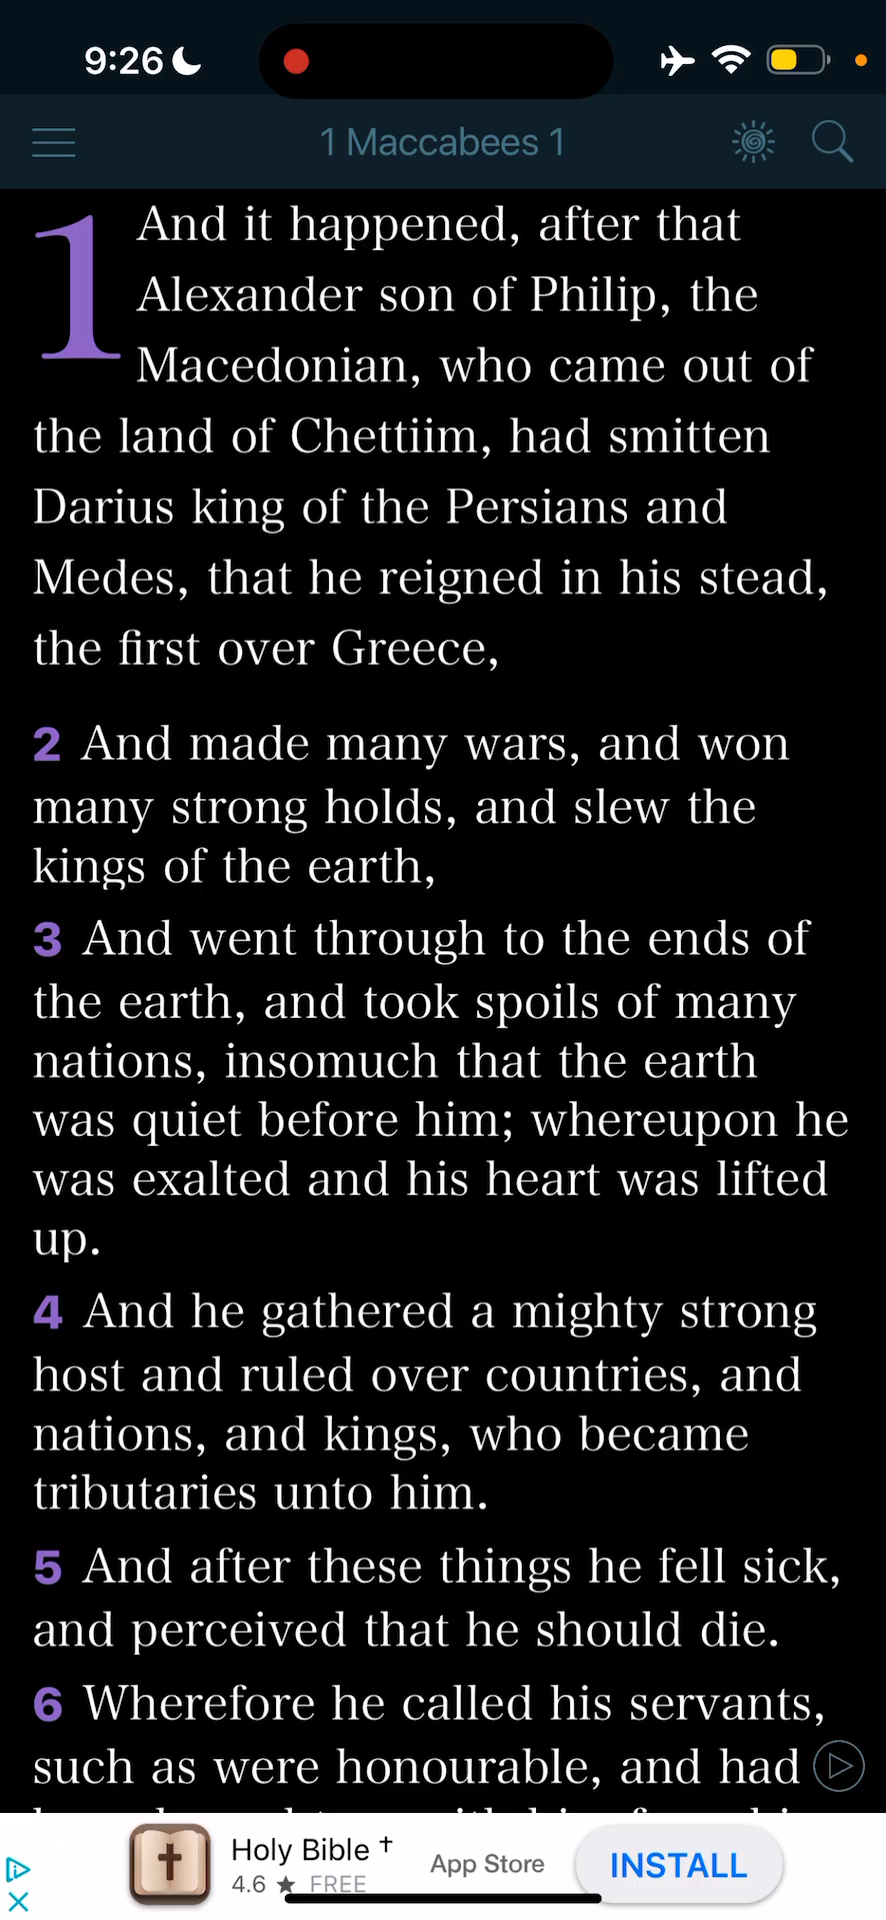 9:26
1 Maccabees 1
1 And it happened, after that
Alexander son of Philip, the
Macedonian, who came out of
the land of Chettiim, had smitten
Darius king of the Persians and
Medes, that he reigned in his stead,
the first over Greece,
2 And made many wars, and won
many strong holds, and slew the
kings of the earth,
3 And went through to the ends of
the earth, and took spoils of many
nations, insomuch that the earth
was quiet before him; whereupon he
was exalted and his heart was lifted
up.
4 And he gathered a mighty strong
host and ruled over countries, and
nations, and kings, who became
tributaries unto him.
5 And after these things he fell sick,
and perceived that he should die.
6 Wherefore he called his servants,
such as were honourable, and had
Holy Bible † App Store INSTALL
4.6 ★ FREE